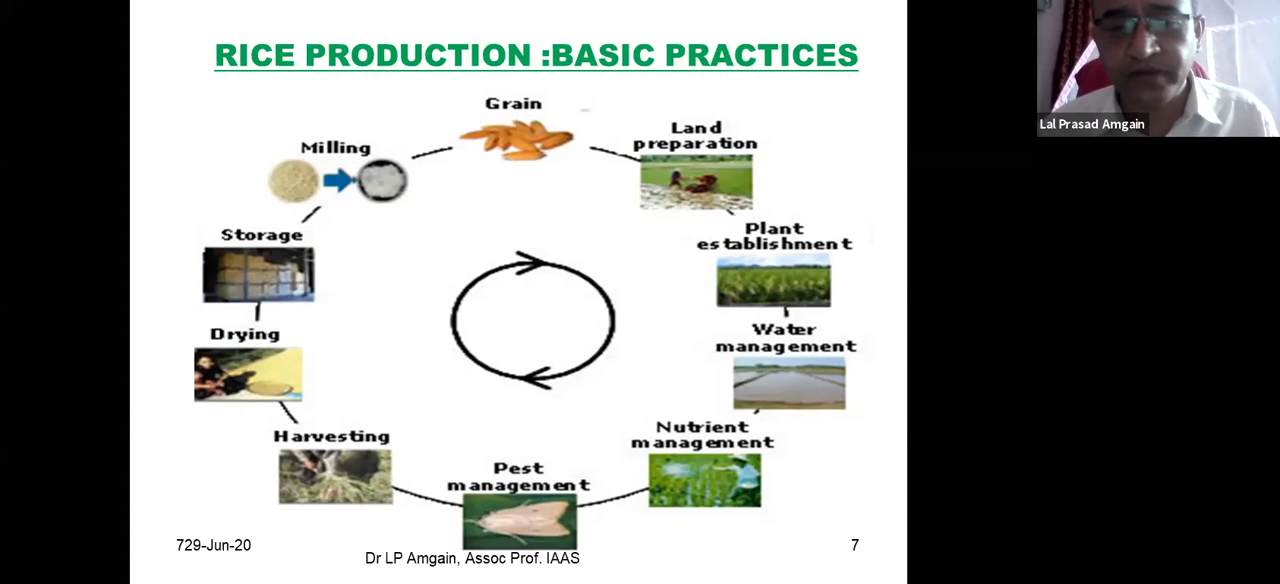 RICE PRODUCTION :BASIC PRACTICES
Grain
Land
preparation
Plant
establishment
Water
management
Nutrient
management
Pest
management
Harvesting
Drying
Storage
Milling
729-Jun-20
Dr LP Amgain, Assoc Prof. IAAS
7
Lal Prasad Amgain